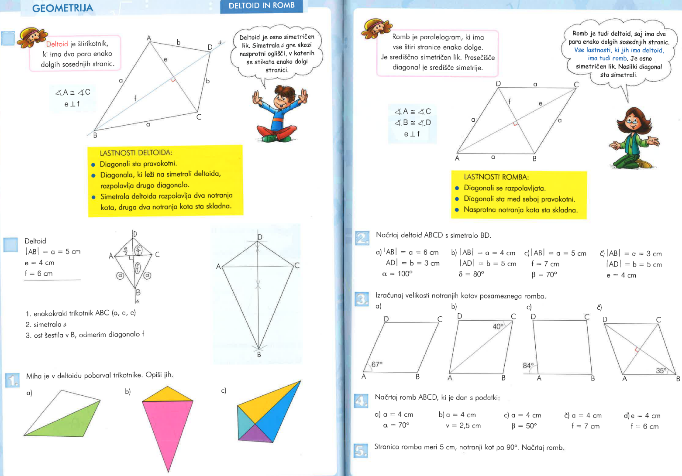 GEOMETRIJA
DELTOID IN ROMB
Deltoid je štirikotnik,
ki ima dva para enako
dolgih sosednjih stranic.
∢A ≅ ∢C
e ⊥ f
A
b
D
a
e
b
f
a
C
B
Deltoid je osno simetričen
lik. Simetrala s gre skozi
nasprotni oglišči, v katerih
se stikata enako dolgi
stranici.
LASTNOSTI DELTOIDA:
• Diagonali sta pravokotni.
• Diagonala, ki leži na simetrali deltoida,
razpolavlja drugo diagonalo.
• Simetrala deltoida razpolavlja dva notranja
kota, druga dva notranja kota sta skladna.
Deltoid
|AB| = a = 5 cm
e = 4 cm
f = 6 cm
D
A
C
B
D
A
C
B
1. enakokraki trikotnik ABC (a, e, a)
2. simetrala s
3. ost šestila v B, odmerim diagonalo f
1. Miha je v deltoidu pobarval trikotnike. Opiši jih.
a)
b)
c)
Romb je paralelogram, ki ima
vse štiri stranice enako dolge.
Je središčno simetričen lik. Presečišče
diagonal je središče simetrije.
∢A ≅ ∢C
∢B ≅ ∢D
e ⊥ f
D
a
C
a
e
f
a
A
a
B
Romb je tudi deltoid, saj ima dva
para enako dolgih sosednjih stranic.
Vse lastnosti, ki jih ima deltoid,
ima tudi romb. Je osno
simetričen lik. Nosilki diagonal
sta simetrali.
LASTNOSTI ROMBA:
• Diagonali se razpolavljata.
• Diagonali sta med seboj pravokotni.
• Nasprotna notranja kota sta skladna.
2. Načrtaj deltoid ABCD s simetralo BD.
a) |AB| = a = 6 cm b) |AB| = a = 4 cm c) |AB| = a = 5 cm č) |AB| = a = 3 cm
|AD| = b = 3 cm |AD| = b = 5 cm f = 7 cm |AD| = b = 5 cm
α = 100° δ = 80° β = 70° e = 4 cm
3. Izračunaj velikosti notranjih kotov posameznega romba.
a) b) c) č)
D C D C D C D C
40°
67° 84° 35°
A B A B A B A B
4. Načrtaj romb ABCD, ki je dan s podatki:
a) a = 4 cm b) a = 4 cm c) a = 4 cm č) a = 4 cm d) e = 4 cm
α = 70° v = 2,5 cm β = 50° f = 7 cm f = 6 cm
5. Stranica romba meri 5 cm, notranji kot pa 90°. Načrtaj romb.